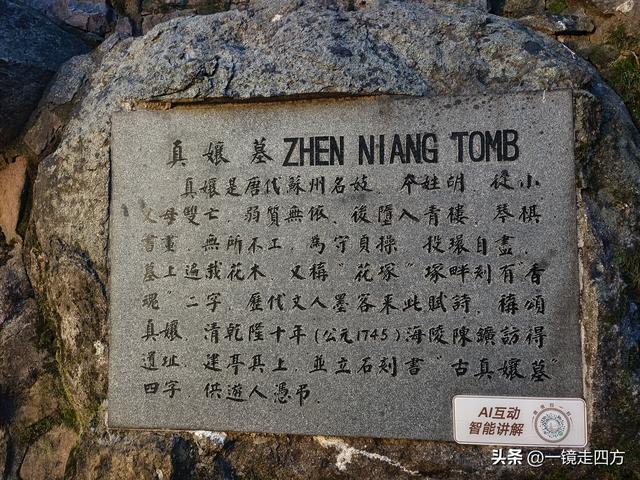 真孃墓 ZHEN NIANG TOMB
真孃是唐代蘇州名妓，本姓胡，從小
父母雙亡，弱質無依，後墮入青樓，琴棋
書畫，無所不工，為守貞操，投環自盡，
墓上遍栽花木，又稱“花塚”塚畔刻有“香
魂”二字，歷代文人墨客来此賦詩，稱頌
真孃，清乾隆十年(公元1745)海陵陳鑛訪得
遺址，建亭其上，並立石刻書“古真孃墓”
四字，供遊人憑吊。
AI互动
智能讲解
头条 @一镜走四方